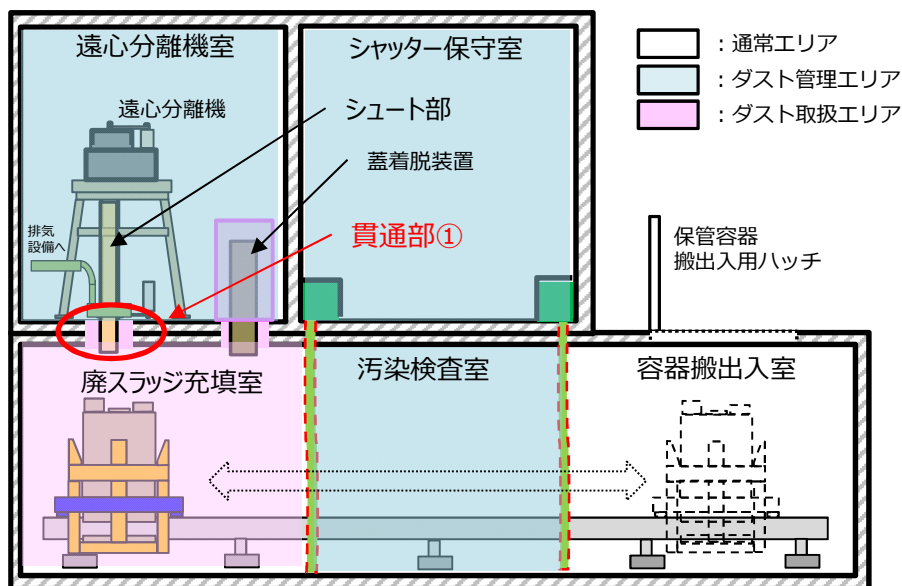 遠心分離機室
シャッター保守室
：通常エリア
：ダスト管理エリア
：ダスト取扱エリア
遠心分離機
シュート部
蓋着脱装置
排気
設備へ
貫通部①
保管容器
搬出入用ハッチ
廃スラッジ充填室
汚染検査室
容器搬出入室